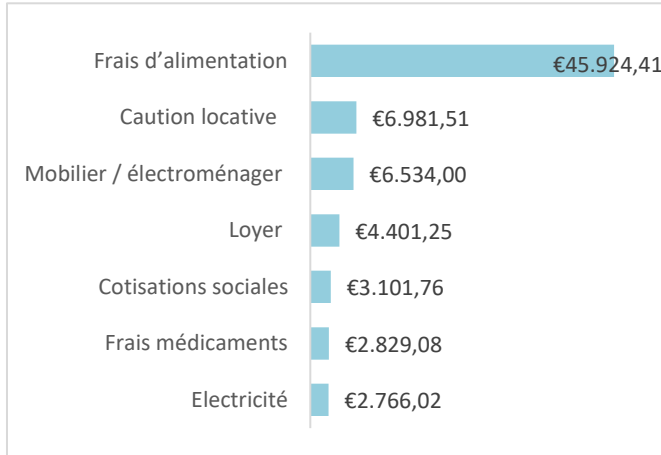 Frais d’alimentation €45.924,41
Caution locative €6.981,51
Mobilier / électroménager €6.534,00
Loyer €4.401,25
Cotisations sociales €3.101,76
Frais médicaments €2.829,08
Electricité €2.766,02